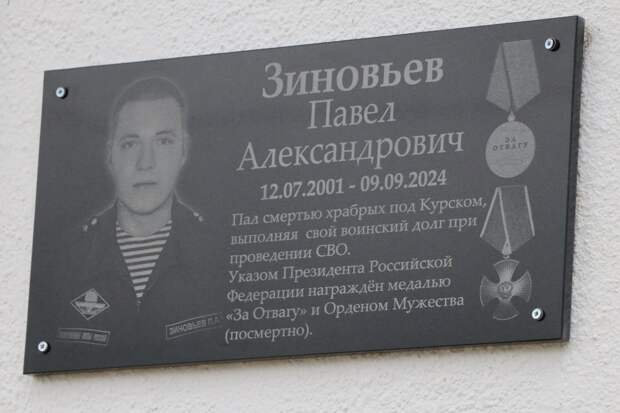 Зиновьев
Павел
Александрович
12.07.2001 - 09.09.2024
Пал смертью храбрых под Курском,
выполняя свой воинский долг при
проведении СВО.
Указом Президента Российской
Федерации награждён медалью
«За Отвагу» и Орденом Мужества
(посмертно).
ЗА
ОТВАГУ
ЗИНОВЬЕВ П.А.